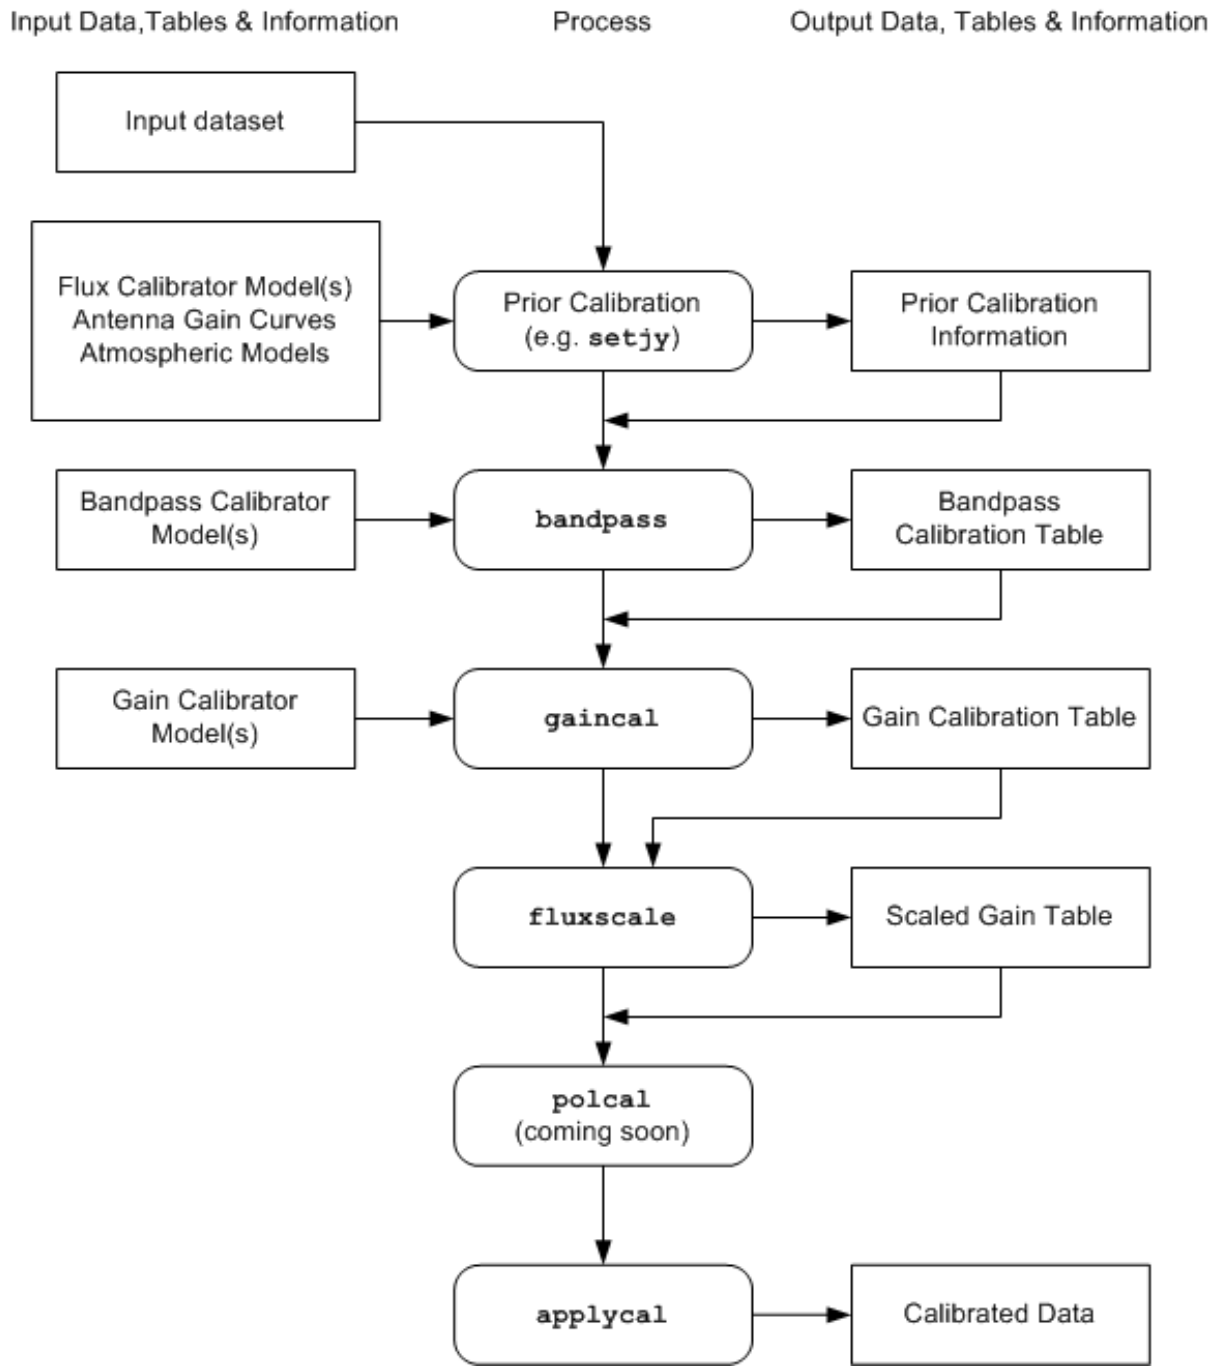 Input Data,Tables & Information
Process
Output Data, Tables & Information
Input dataset
Flux Calibrator Model(s)
Antenna Gain Curves
Atmospheric Models
Prior Calibration
(e.g. setjy)
Prior Calibration
Information
Bandpass Calibrator
Model(s)
bandpass
Bandpass
Calibration Table
Gain Calibrator
Model(s)
gaincal
Gain Calibration Table
fluxscale
Scaled Gain Table
polcal
(coming soon)
applycal
Calibrated Data